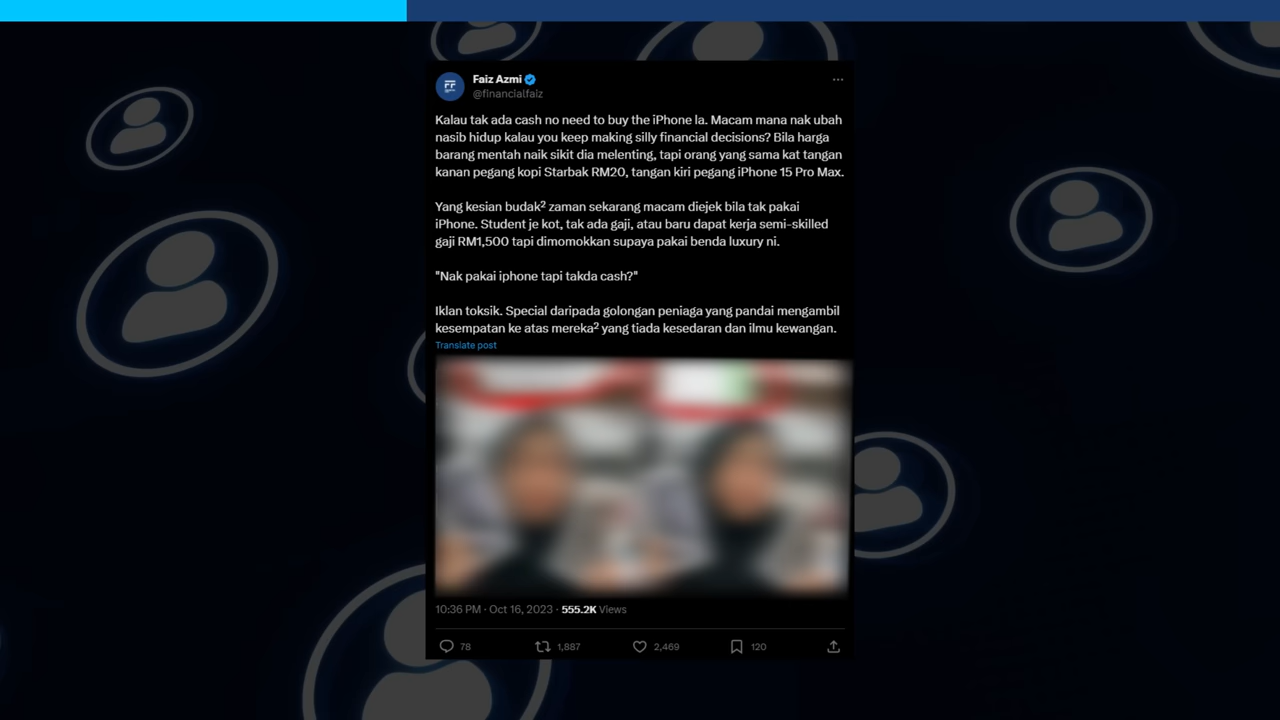 Faiz Azmi
@financialfaiz
Kalau tak ada cash no need to buy the iPhone la. Macam mana nak ubah
nasib hidup kalau you keep making silly financial decisions? Bila harga
barang mentah naik sikit dia melenting, tapi orang yang sama kat tangan
kanan pegang kopi Starbak RM20, tangan kiri pegang iPhone 15 Pro Max.
Yang kesian budak² zaman sekarang macam diejek bila tak pakai
iPhone. Student je kot, tak ada gaji, atau baru dapat kerja semi-skilled
gaji RM1,500 tapi dimomokkan supaya pakai benda luxury ni.
"Nak pakai iphone tapi takda cash?"
Iklan toksik. Special daripada golongan peniaga yang pandai mengambil
kesempatan ke atas mereka² yang tiada kesedaran dan ilmu kewangan.
Translate post
10:36 PM · Oct 16, 2023 · 555.2K Views
78 1,887 2,469 120